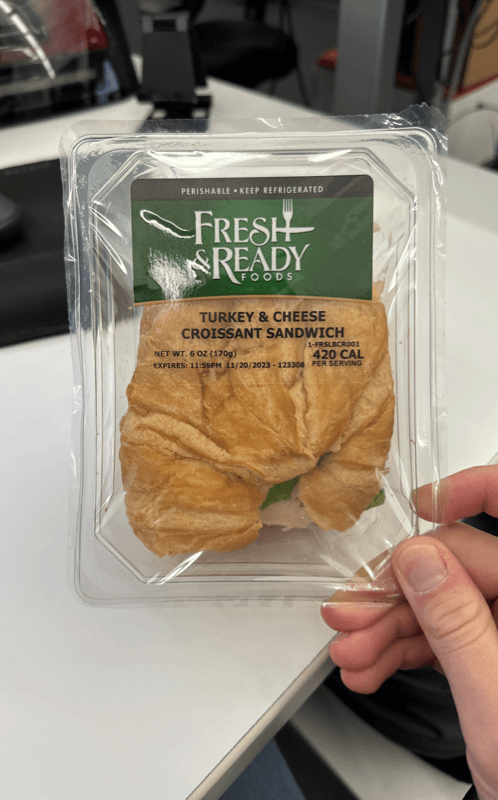 PERISHABLE • KEEP REFRIGERATED
FRESH
&READY
FOODS
TURKEY & CHEESE
CROISSANT SANDWICH
1-FRSLBCR001
NET WT. 6 OZ (170g) 420 CAL
EXPIRES: 11:59PM 11/20/2023 - 123308 PER SERVING